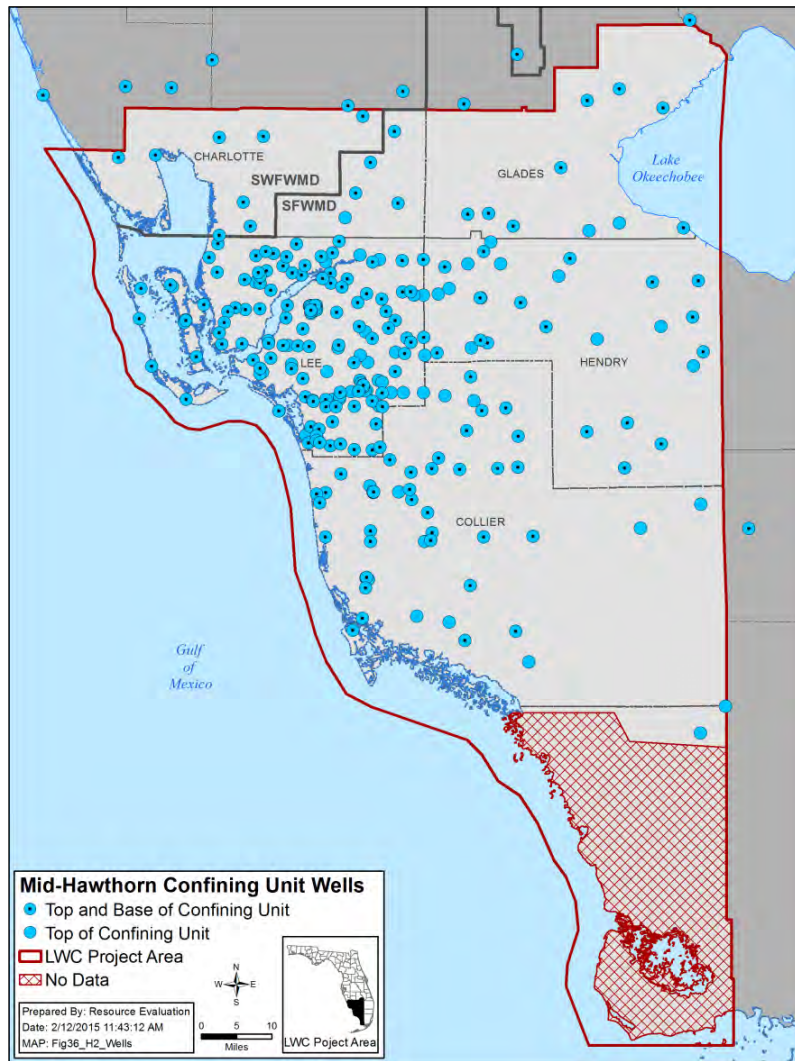 CHARLOTTE
SWFWMD
SFWMD
GLADES
Lake
Okeechobee
LEE
HENDRY
COLLIER
Gulf
of
Mexico
Mid-Hawthorn Confining Unit Wells
Top and Base of Confining Unit
Top of Confining Unit
LWC Project Area
No Data
N
W E
S
Prepared By: Resource Evaluation
Date: 2/12/2015 11:43:12 AM
MAP: Fig36_H2_Wells
0 5 10
Miles
LWC Project Area